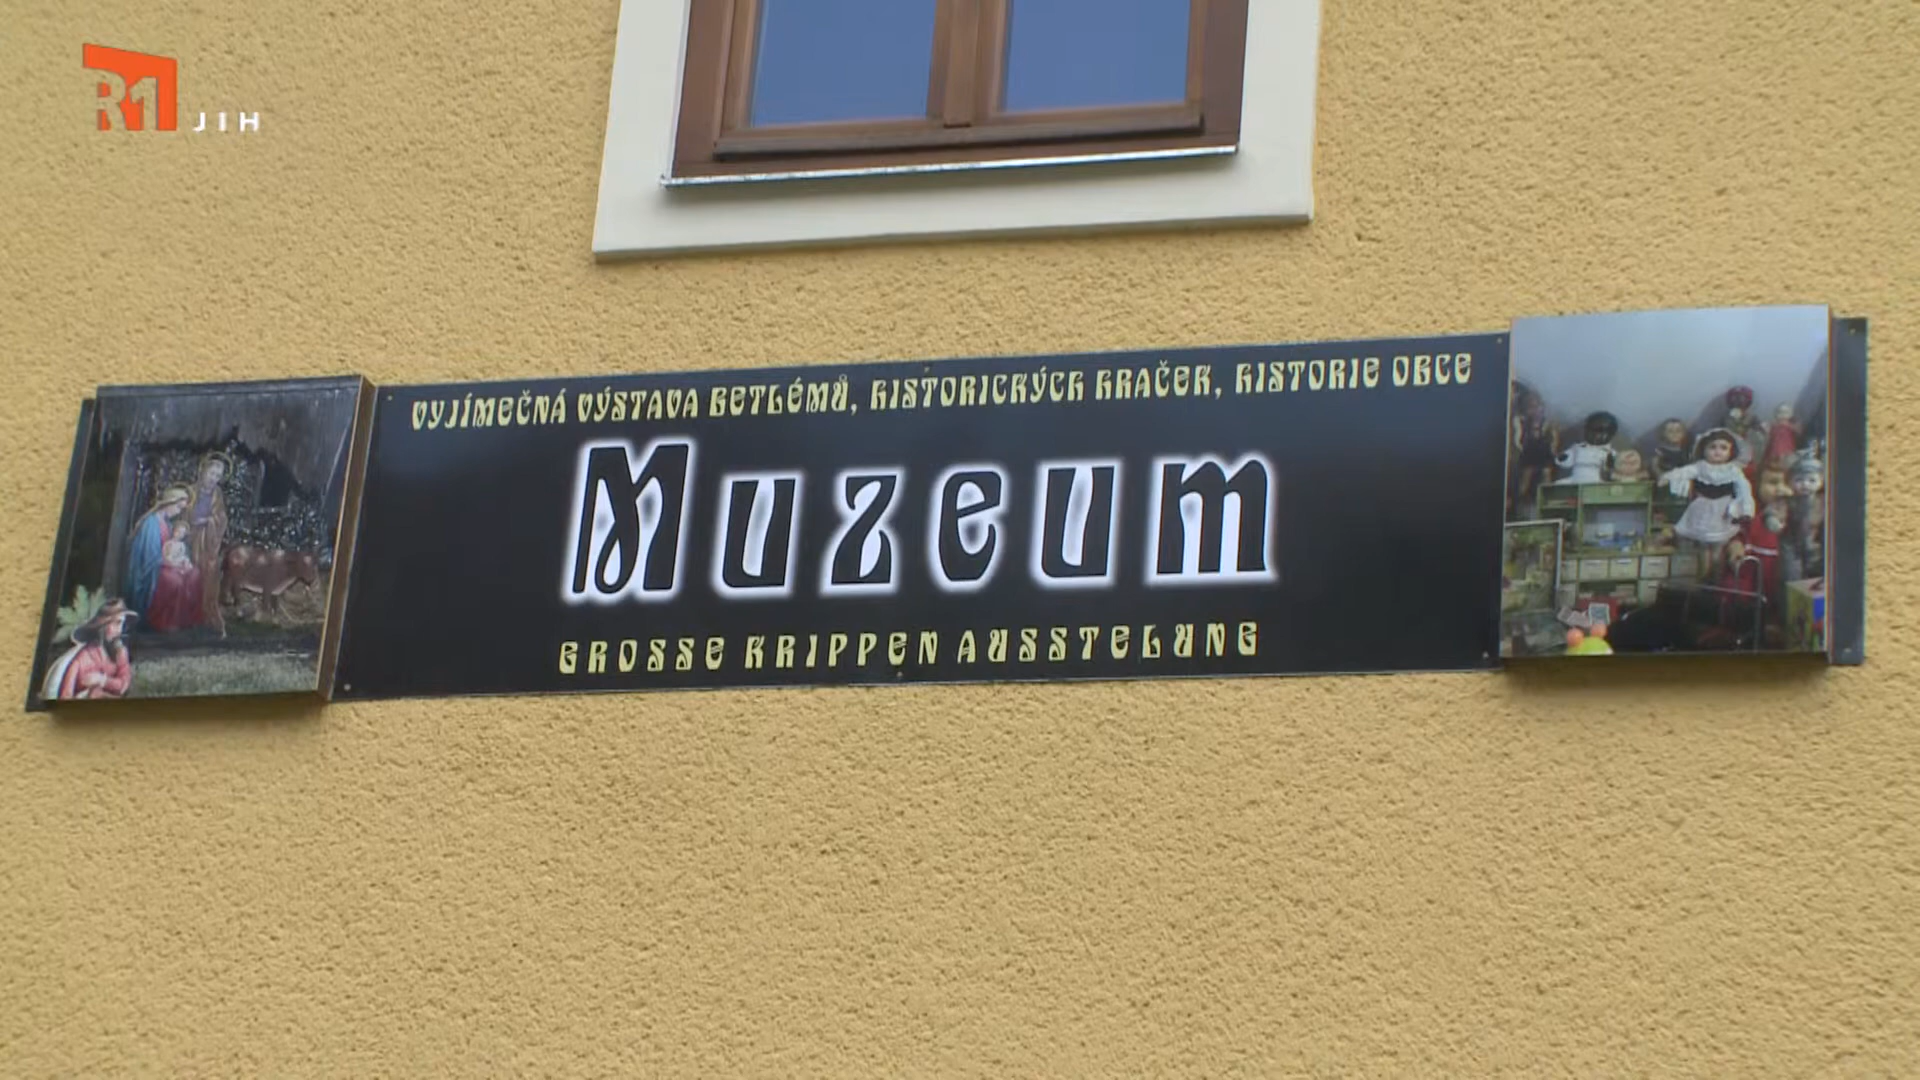 R1 JIH
VYJÍMEČNÁ VÝSTAVA BETLÉMŮ, HISTORICKÝCH HRAČEK, HISTORIE OBCE
Muzeum
GROSSE KRIPPEN AUSSTELUNG